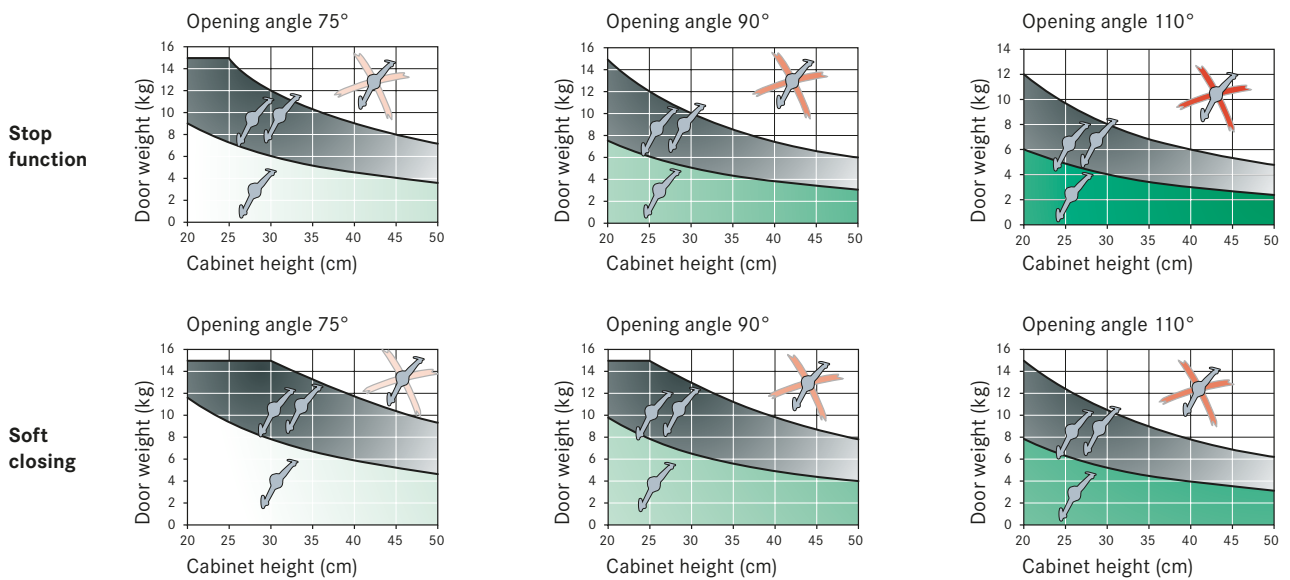 Opening angle 75°
Opening angle 90°
Opening angle 110°
Stop
function
Door weight (kg)
16
14
12
10
8
6
4
2
0
20 25 30 35 40 45 50
Cabinet height (cm)
Door weight (kg)
16
14
12
10
8
6
4
2
0
20 25 30 35 40 45 50
Cabinet height (cm)
Door weight (kg)
14
12
10
8
6
4
2
0
20 25 30 35 40 45 50
Cabinet height (cm)
Opening angle 75°
Opening angle 90°
Opening angle 110°
Soft
closing
Door weight (kg)
16
14
12
10
8
6
4
2
0
20 25 30 35 40 45 50
Cabinet height (cm)
Door weight (kg)
16
14
12
10
8
6
4
2
0
20 25 30 35 40 45 50
Cabinet height (cm)
Door weight (kg)
16
14
12
10
8
6
4
2
0
20 25 30 35 40 45 50
Cabinet height (cm)